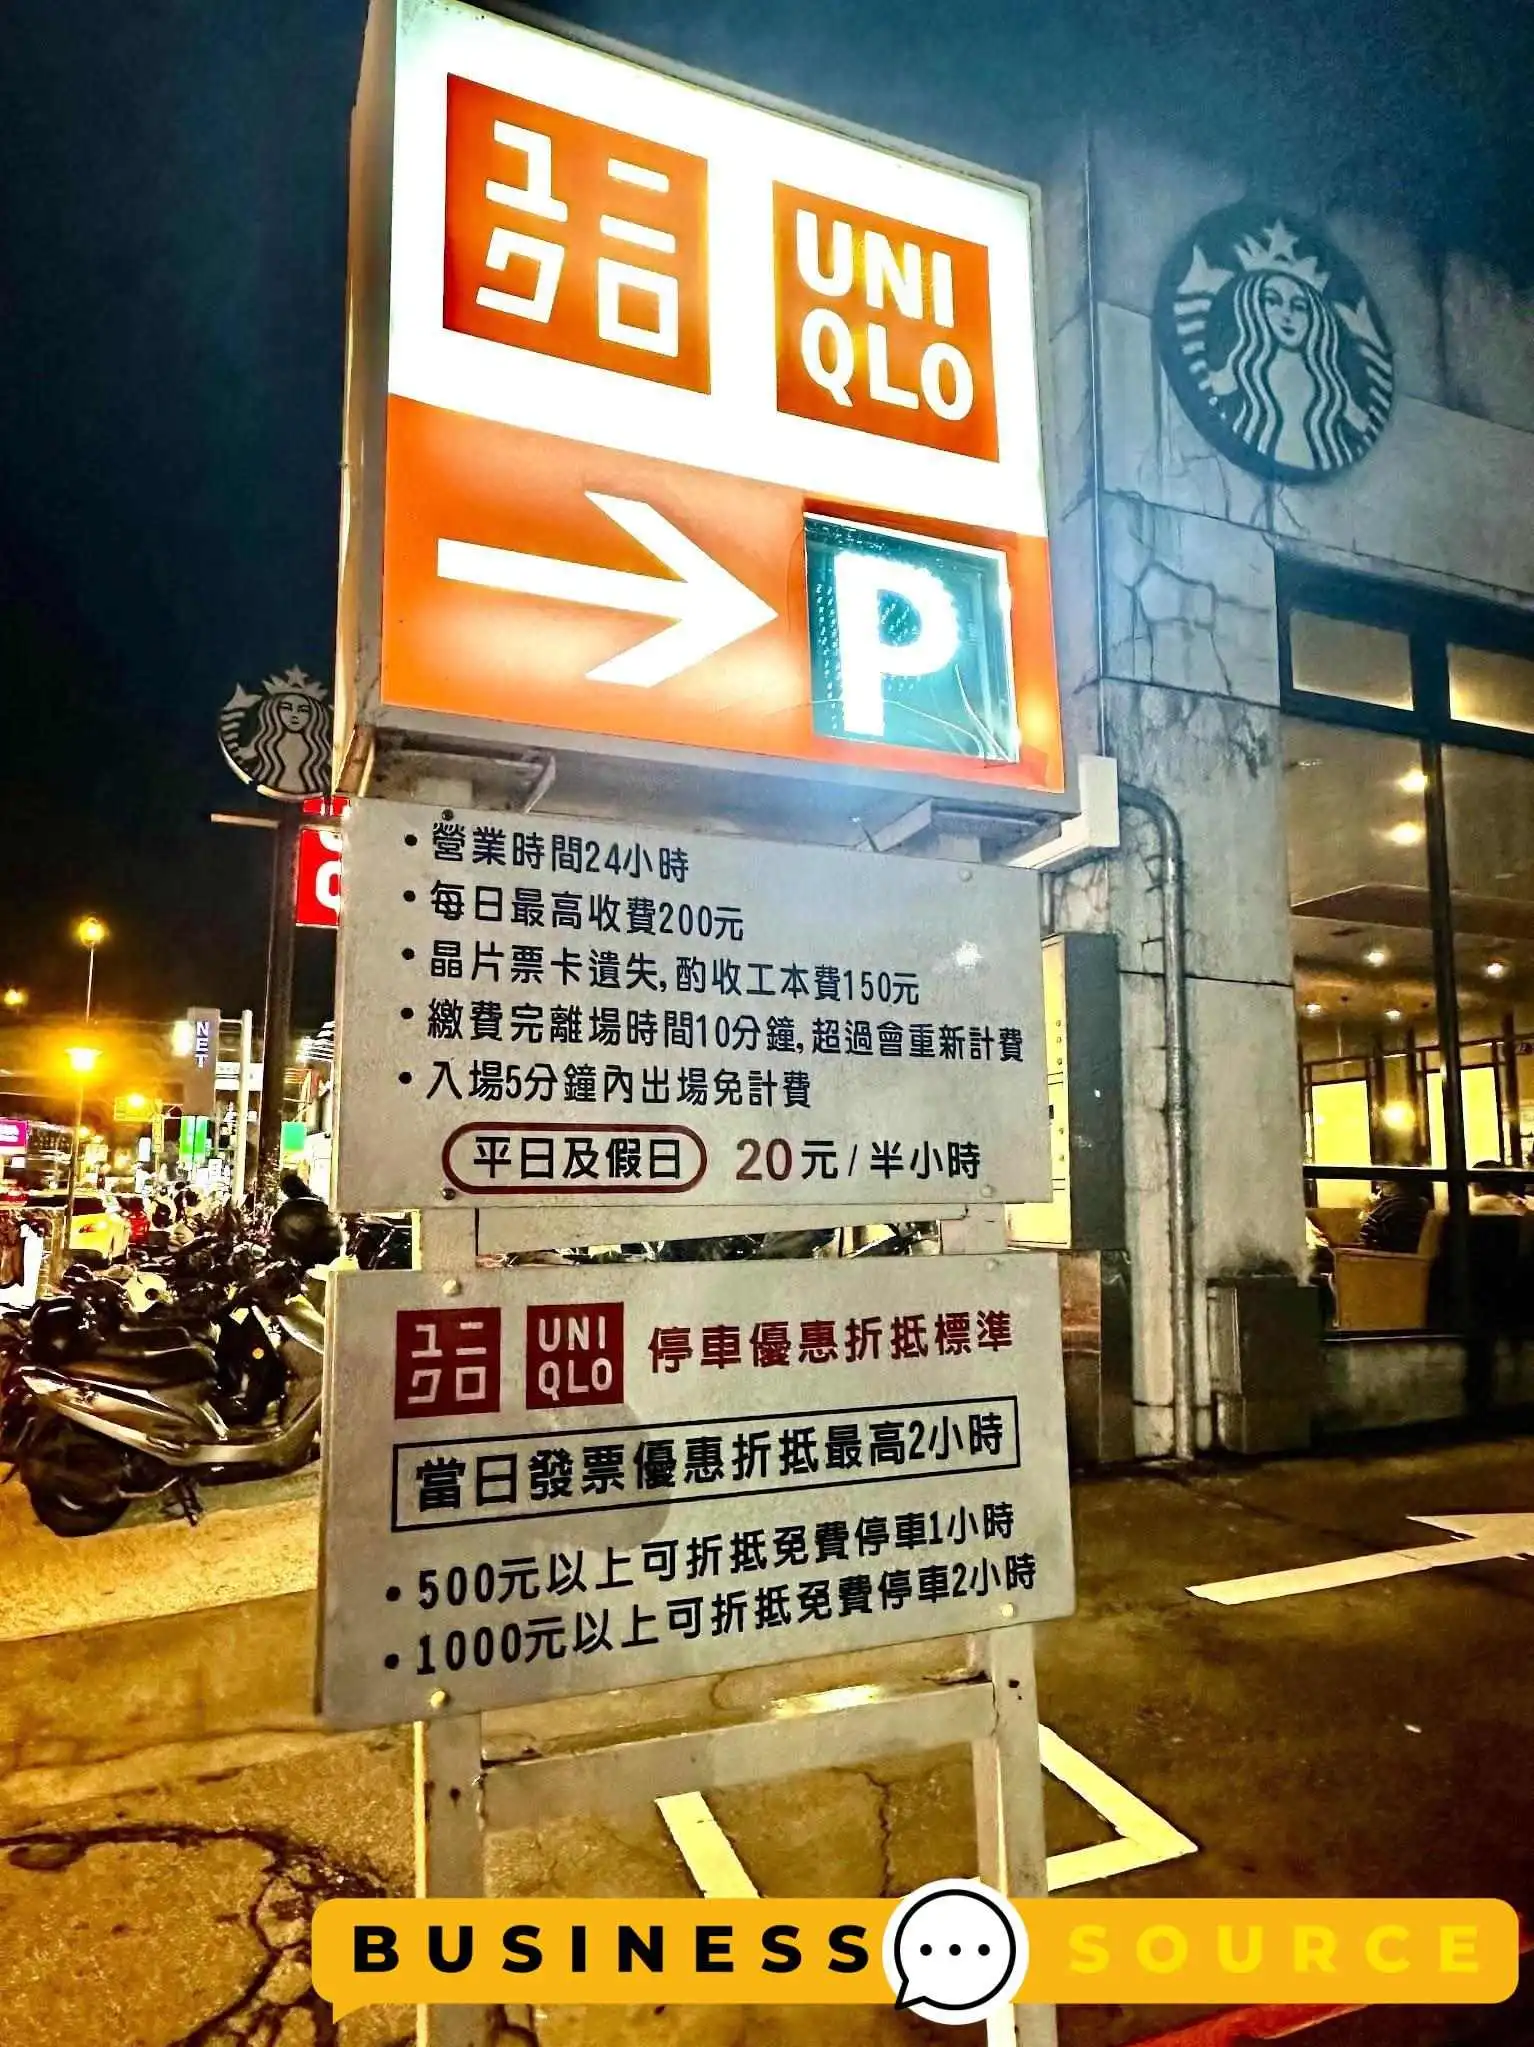 ユニ
クロ
UNI
QLO
P
・營業時間24小時
・每日最高收費200元
・晶片票卡遺失,酌收工本費150元
・繳費完離場時間10分鐘,超過會重新計費
・入場5分鐘內出場免計費
平日及假日 20元/半小時
NET
ユニ
クロ
UNI
QLO
停車優惠折抵標準
當日發票優惠折抵最高2小時
・500元以上可折抵免費停車1小時
・1000元以上可折抵免費停車2小時
BUSINESS SOURCE